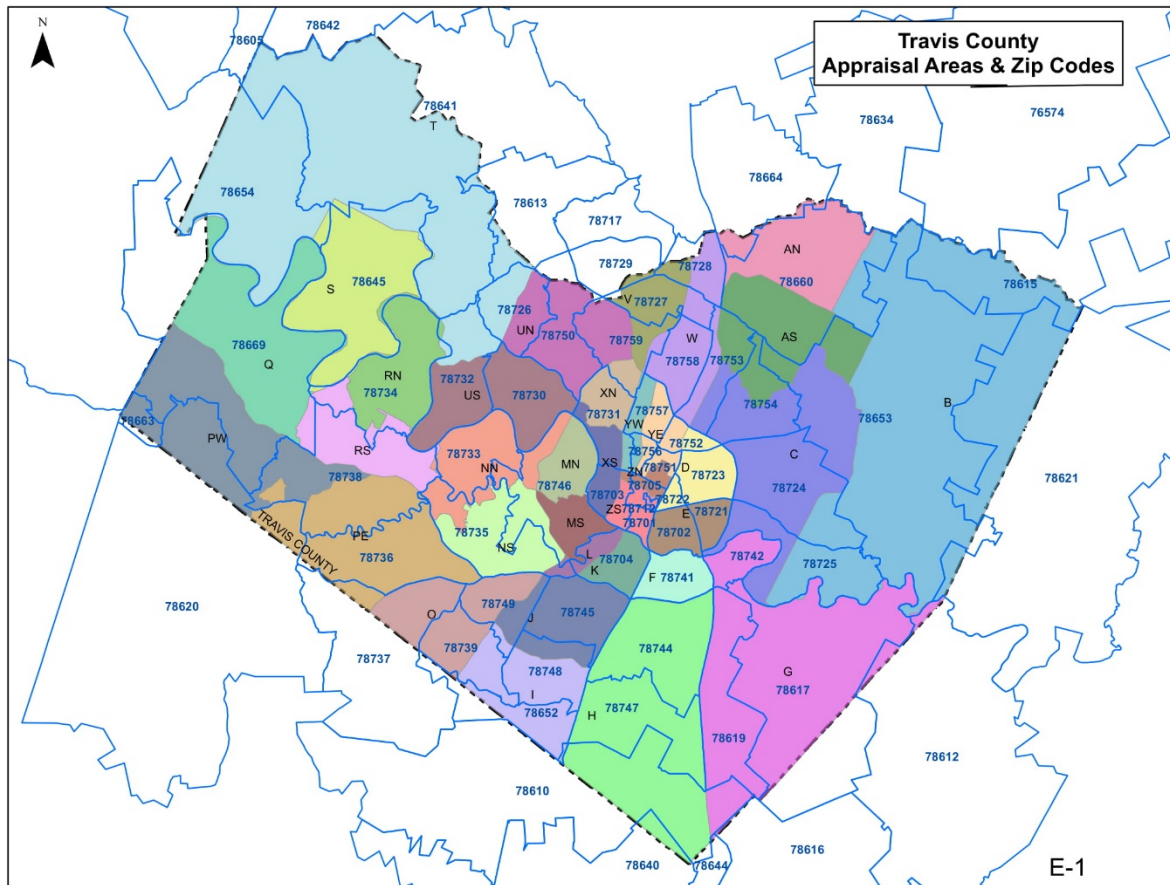 N
78642
78605
Travis County
Appraisal Areas & Zip Codes
78641
T
78634
76574
78664
78654
78613
78717
AN
78729
78728
78660
78615
S
78645
78726
V
78727
UN
78750
W
AS
78669
78759
78758
78753
Q
RN
78732
US
78730
XN
B
78734
78731
78757
78754
78653
78663
PW
YW
YE
RS
78752
78756
C
78733
MN
XS
78751
D
78723
NN
ZN
78738
78746
78703
78705
78724
78621
78722
ZS
78712
E
78721
PE
78735
MS
78701
78702
TRAVIS COUNTY
NS
78736
L
78704
78742
K
78725
F
78741
78749
78745
O
J
78620
78739
78744
78737
78748
G
I
78617
78652
H
78747
78619
78612
78610
78616
78640
78644
E-1